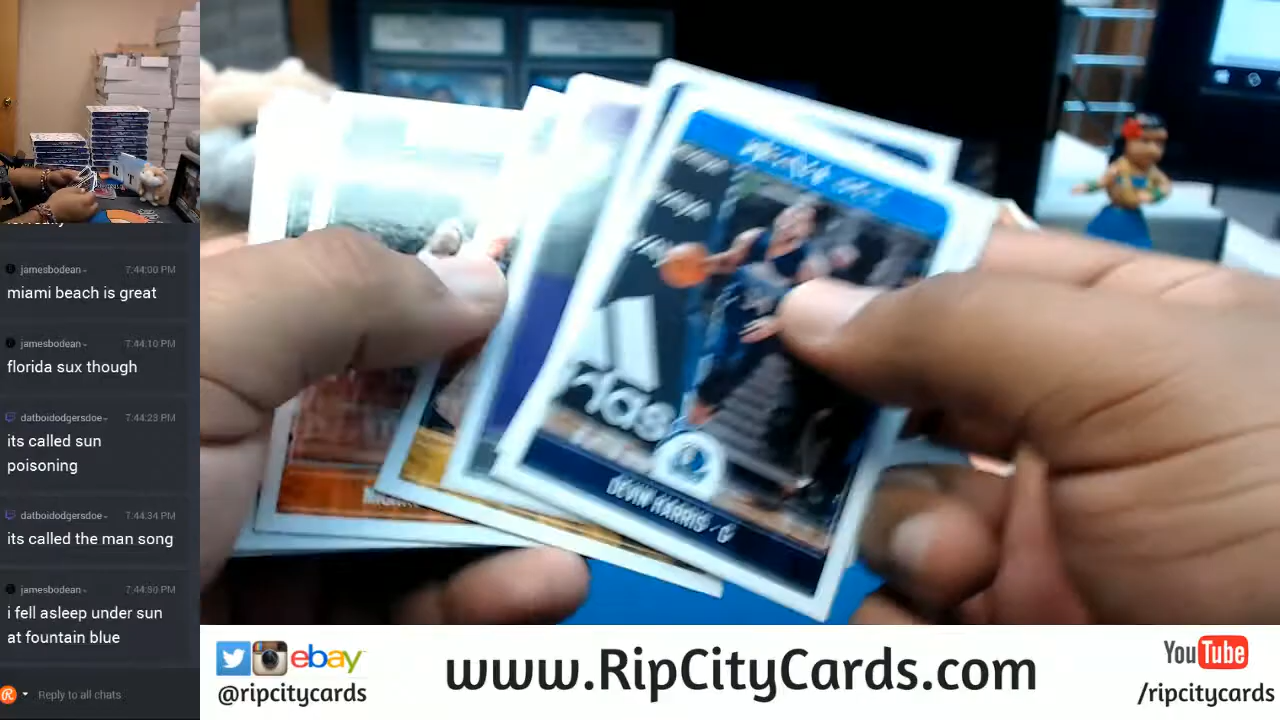 jamesbodean
7:44:00 PM
miami beach is great
jamesbodean
7:44:10 PM
florida sux though
datboidodgersdoe
7:44:23 PM
its called sun
poisoning
datboidodgersdoe
7:44:34 PM
its called the man song
jamesbodean
7:44:50 PM
i fell asleep under sun
at fountain blue
Reply to all chats
adidas
DEVIN HARRIS / G
ebay
@ripcitycards
www.RipCityCards.com
YouTube
/ripcitycards